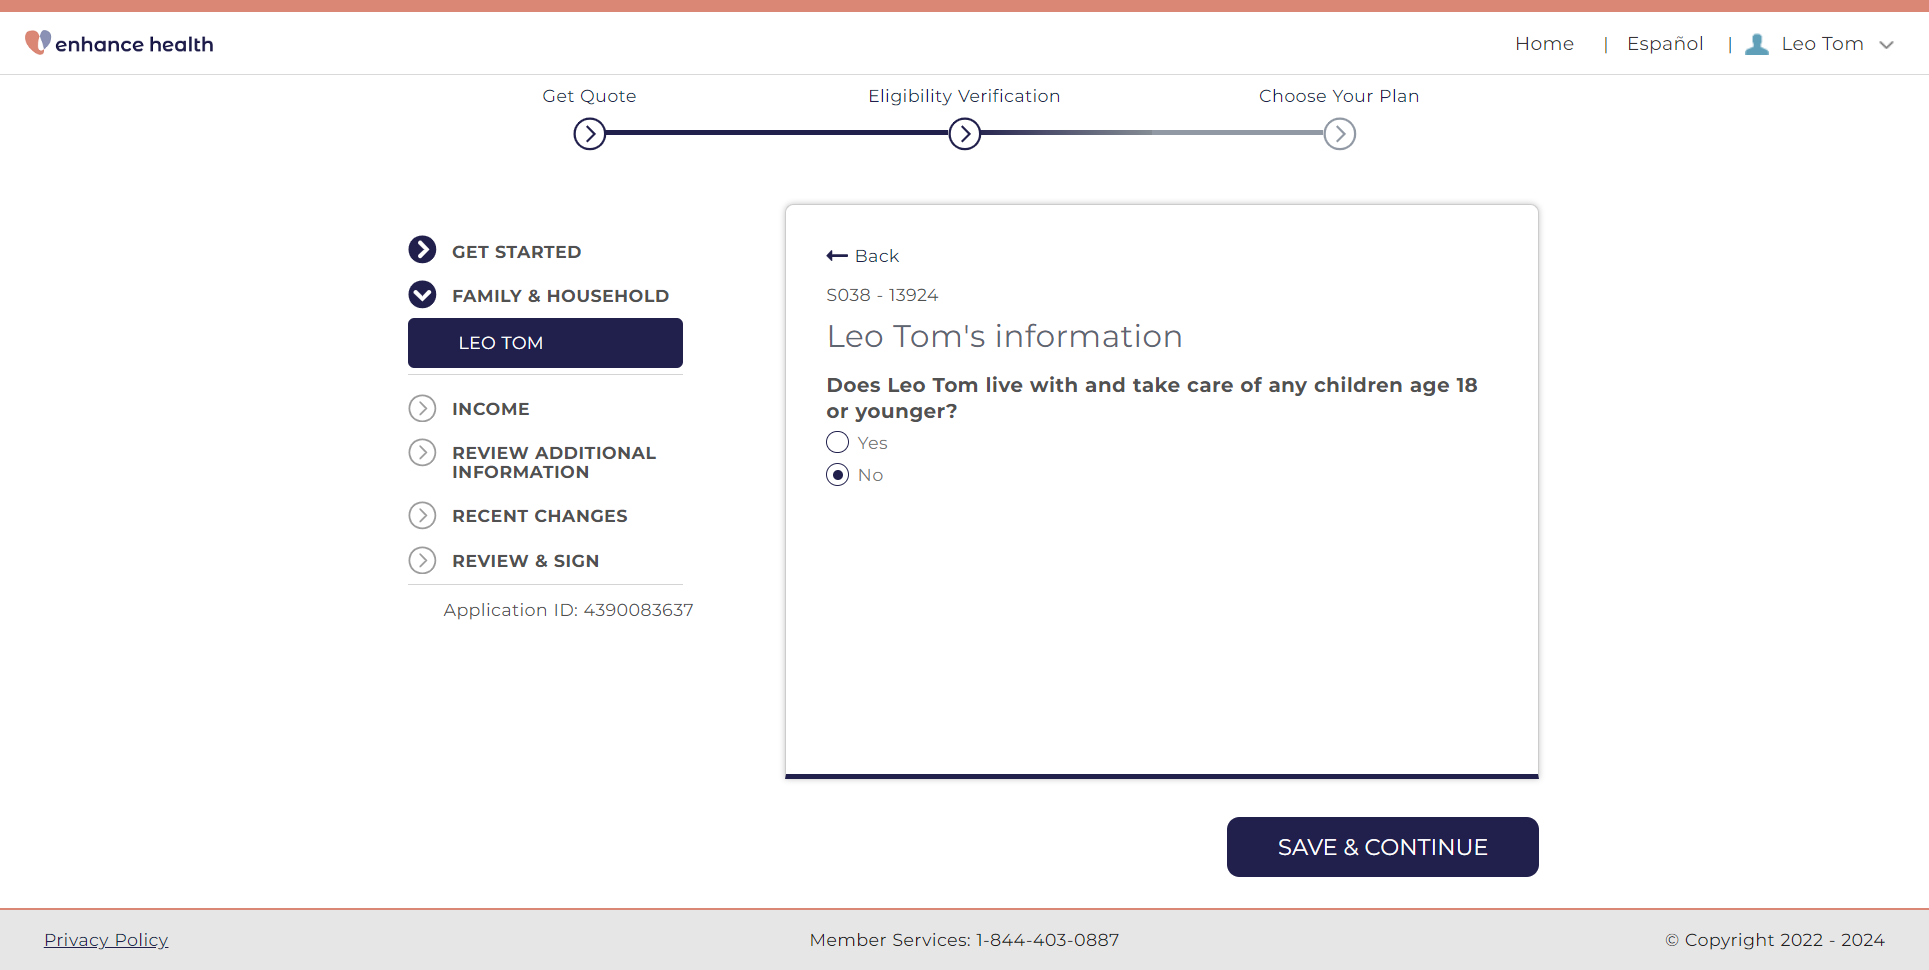 enhance health
Home | Español | Leo Tom
Get Quote
Eligibility Verification
Choose Your Plan
GET STARTED
FAMILY & HOUSEHOLD
LEO TOM
INCOME
REVIEW ADDITIONAL
INFORMATION
RECENT CHANGES
REVIEW & SIGN
Application ID: 4390083637
Back
S038 - 13924
Leo Tom's information
Does Leo Tom live with and take care of any children age 18
or younger?
Yes
No
SAVE & CONTINUE
Privacy Policy
Member Services: 1-844-403-0887
© Copyright 2022 - 2024